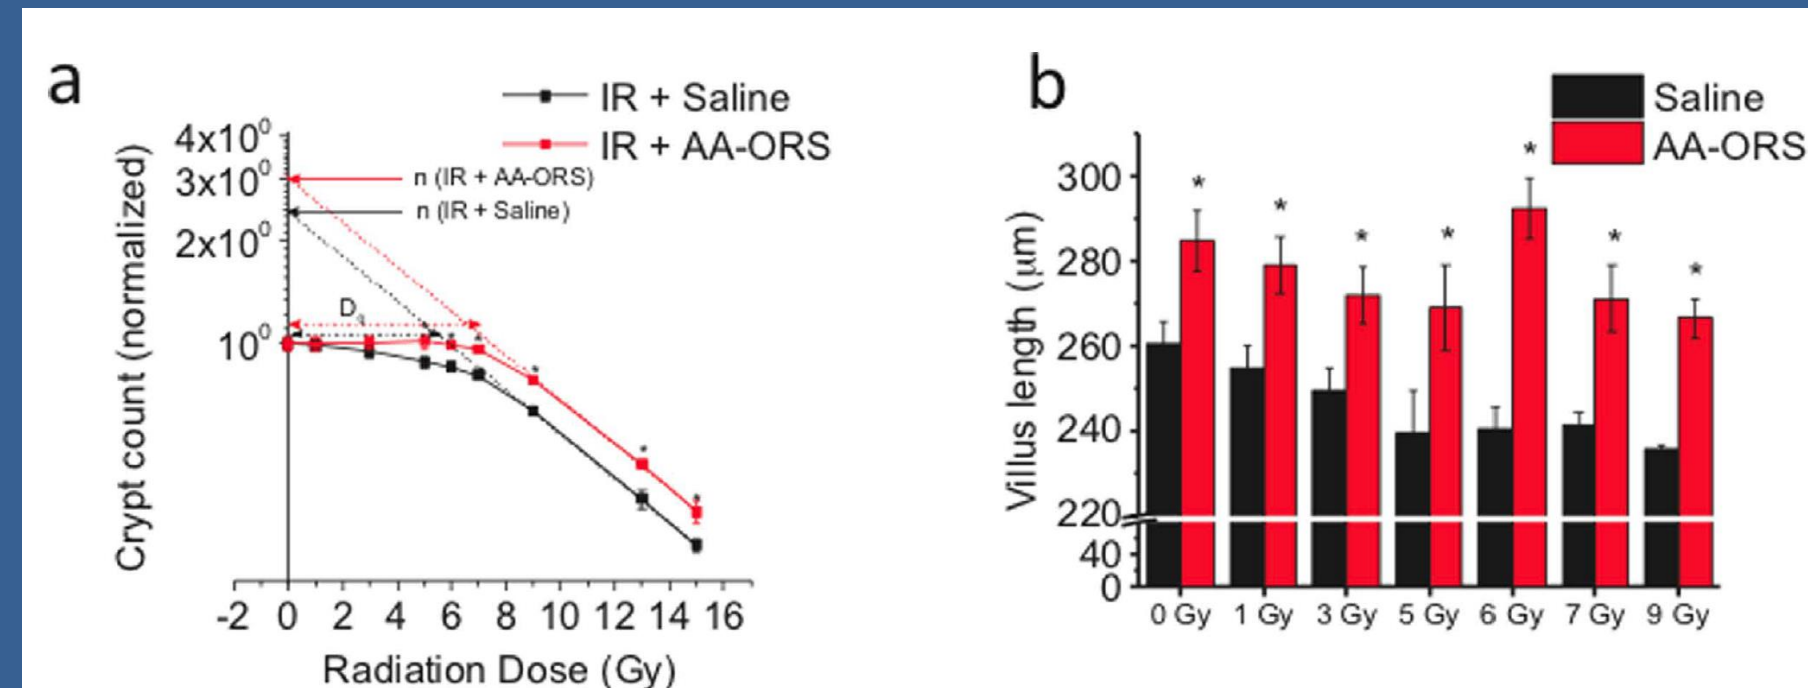 a
IR + Saline
IR + AA-ORS
4x10⁰
3x10⁰
2x10⁰
10⁰
n (IR + AA-ORS)
n (IR + Saline)
Dq
Crypt count (normalized)
-2 0 2 4 6 8 10 12 14 16
Radiation Dose (Gy)
b
Saline
AA-ORS
300
280
260
240
220
40
0
Villus length (µm)
* * * * * * *
0 Gy 1 Gy 3 Gy 5 Gy 6 Gy 7 Gy 9 Gy